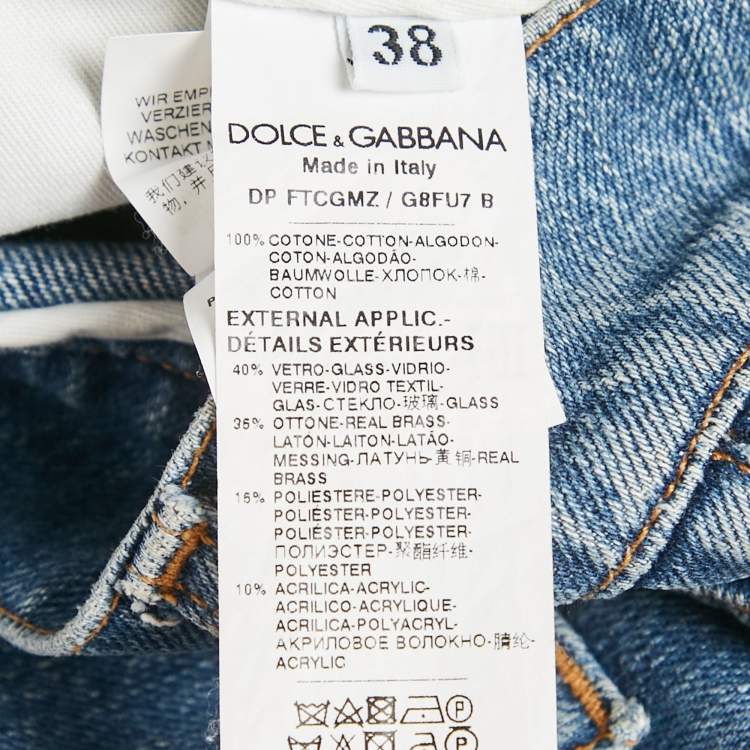 38
WIR EMP
VERZIER
WASCHEN
KONTAKT M
我们建
物，并
DOLCE & GABBANA
Made in Italy
DP FTCGMZ / G8FU7 B
100% COTONE-COTTON-ALGODON-
COTON-ALGODÃO-
BAUMWOLLE-ХЛОПОК-棉-
COTTON
EXTERNAL APPLIC.-
DÉTAILS EXTÉRIEURS
40% VETRO-GLASS-VIDRIO-
VERRE-VIDRO TEXTIL-
GLAS-СТЕКЛО-玻璃-GLASS
35% OTTONE-REAL BRASS-
LATÓN-LAITON-LATÃO-
MESSING-ЛАТУНЬ-黄铜-REAL
BRASS
15% POLIESTERE-POLYESTER-
POLIÉSTER-POLYESTER-
POLIÉSTER-POLYESTER-
ПОЛИЭСТЕР-聚酯纤维-
POLYESTER
10% ACRILICA-ACRYLIC-
ACRILICO-ACRYLIQUE-
ACRILICA-POLYACRYL-
АКРИЛОВОЕ ВОЛОКНО-腈纶-
ACRYLIC
P
P